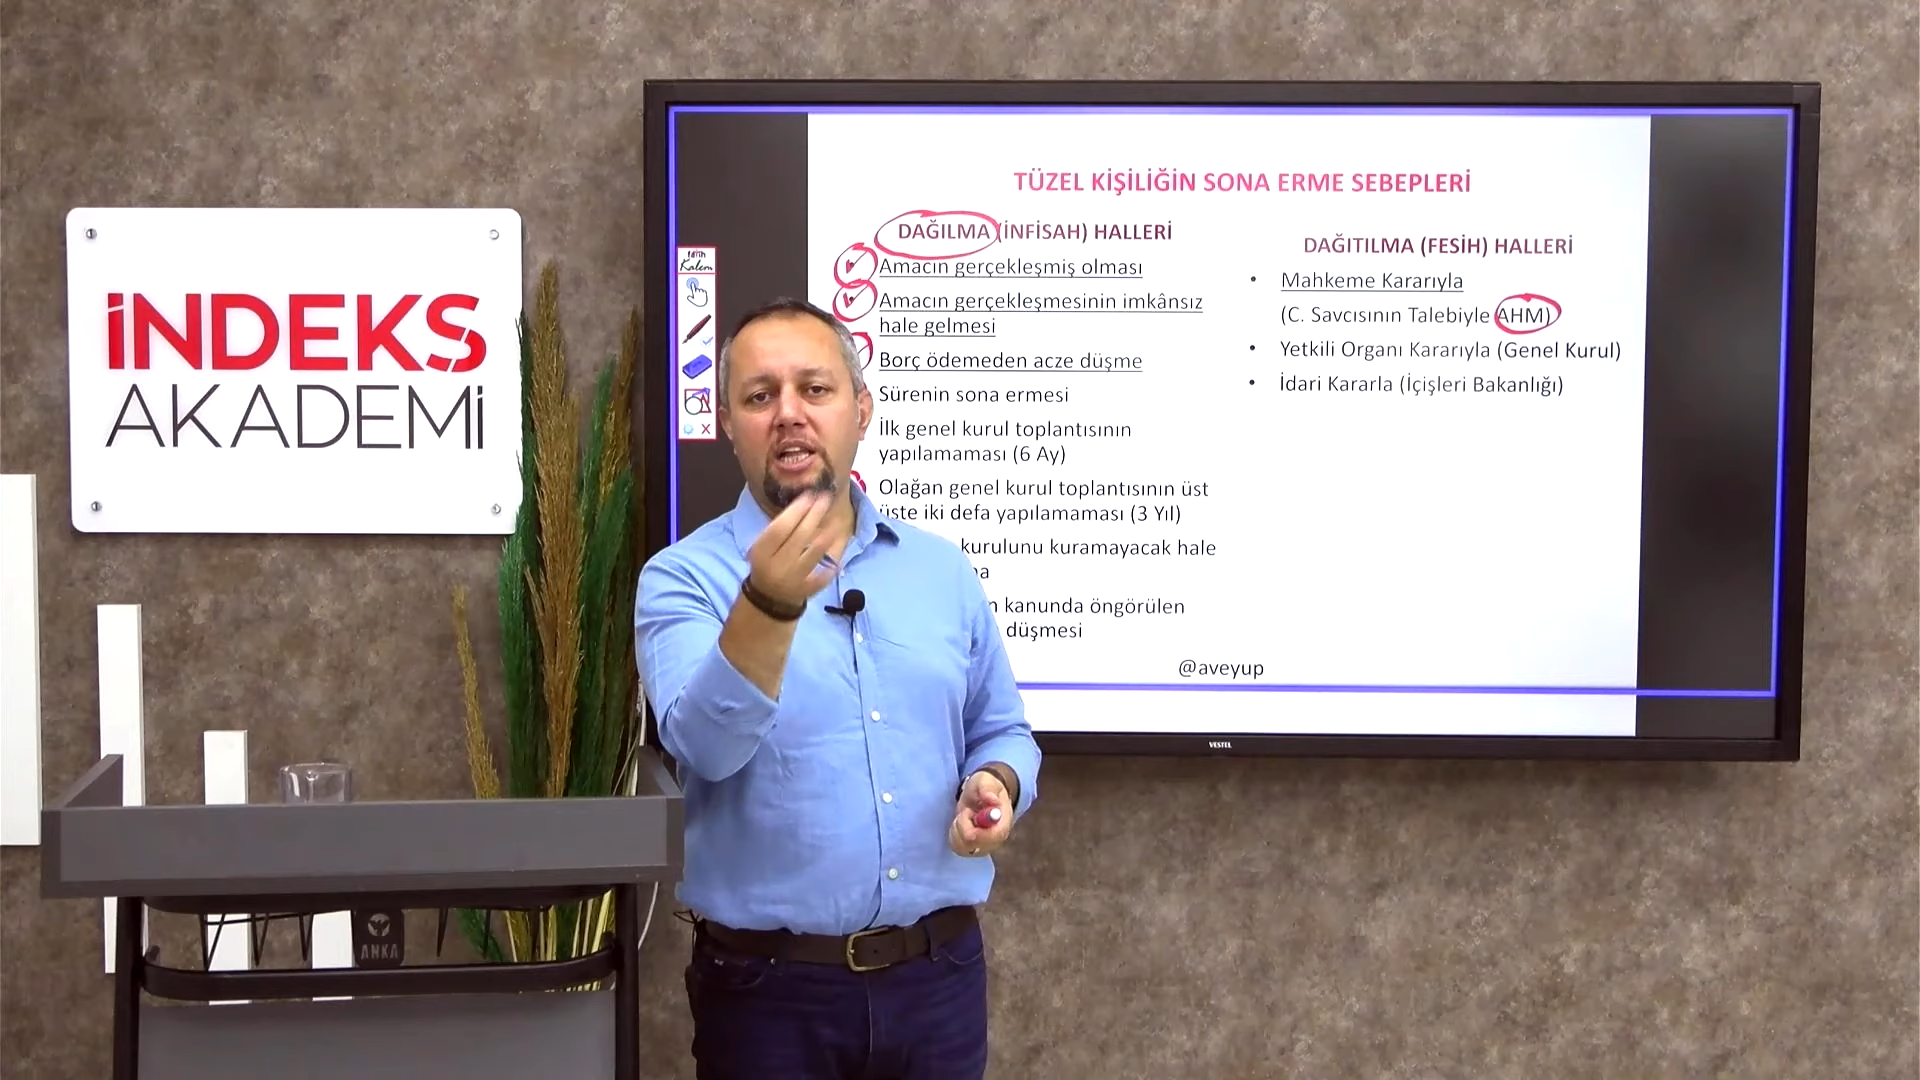 İNDEKS
AKADEMİ
TÜZEL KİŞİLİĞİN SONA ERME SEBEPLERİ
DAĞILMA (İNFİSAH) HALLERİ
Amacın gerçekleşmiş olması
Amacın gerçekleşmesinin imkânsız
hale gelmesi
Borç ödemeden acze düşme
Sürenin sona ermesi
İlk genel kurul toplantısının
yapılamaması (6 Ay)
Olağan genel kurul toplantısının üst
üste iki defa yapılamaması (3 Yıl)
kurulunu kuramayacak hale
kanunda öngörülen
düşmesi
DAĞITILMA (FESİH) HALLERİ
• Mahkeme Kararıyla
(C. Savcısının Talebiyle AHM)
• Yetkili Organı Kararıyla (Genel Kurul)
• İdari Kararla (İçişleri Bakanlığı)
@aveyup
fatih
Kalem
VESTEL
ANKA